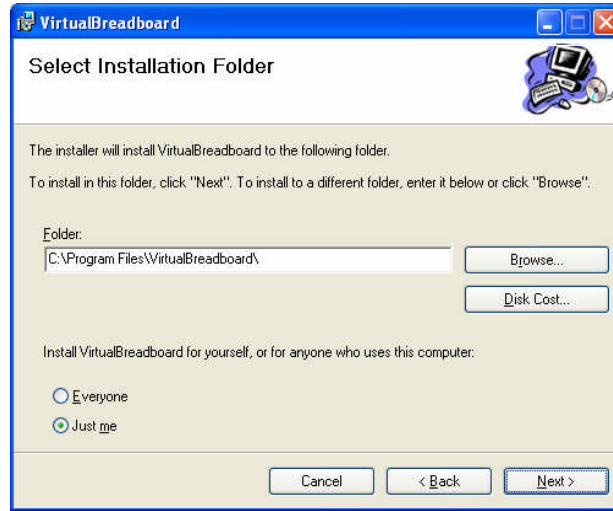 VirtualBreadboard
Select Installation Folder
The installer will install VirtualBreadboard to the following folder.
To install in this folder, click "Next". To install to a different folder, enter it below or click "Browse".
Folder:
C:\Program Files\VirtualBreadboard\
Browse...
Disk Cost...
Install VirtualBreadboard for yourself, or for anyone who uses this computer:
Everyone
Just me
Cancel
< Back
Next >